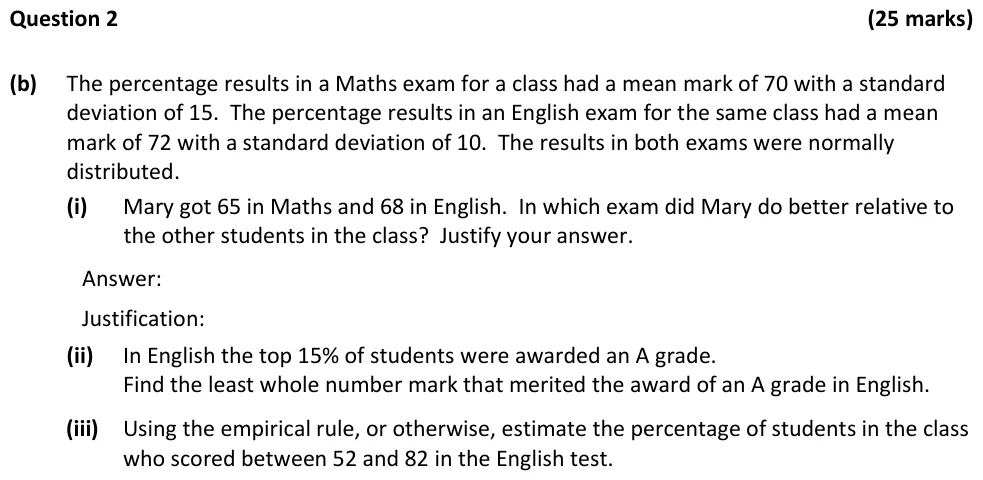 Question 2 (25 marks)
(b) The percentage results in a Maths exam for a class had a mean mark of 70 with a standard
deviation of 15. The percentage results in an English exam for the same class had a mean
mark of 72 with a standard deviation of 10. The results in both exams were normally
distributed.
(i) Mary got 65 in Maths and 68 in English. In which exam did Mary do better relative to
the other students in the class? Justify your answer.
Answer:
Justification:
(ii) In English the top 15% of students were awarded an A grade.
Find the least whole number mark that merited the award of an A grade in English.
(iii) Using the empirical rule, or otherwise, estimate the percentage of students in the class
who scored between 52 and 82 in the English test.